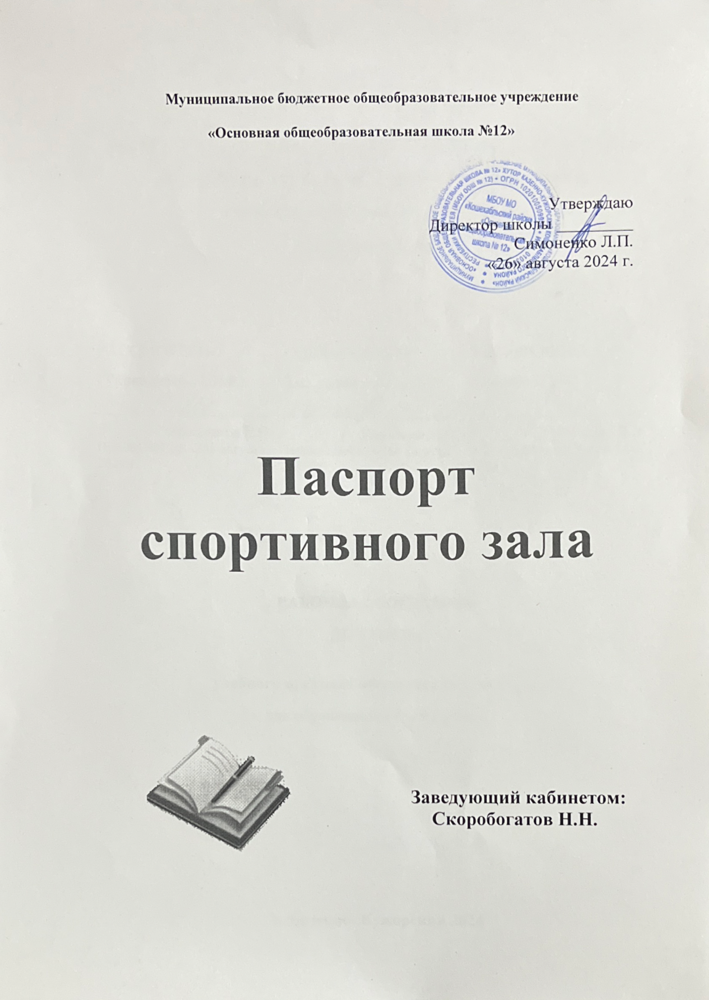 Муниципальное бюджетное общеобразовательное учреждение
«Основная общеобразовательная школа №12»
Утверждаю
Директор школы ___________
Симоненко Л.П.
«26» августа 2024 г.
МБОУ МО
«Кошехабльский район»
школа № 12»
Паспорт
спортивного зала
Заведующий кабинетом:
Скоробогатов Н.Н.